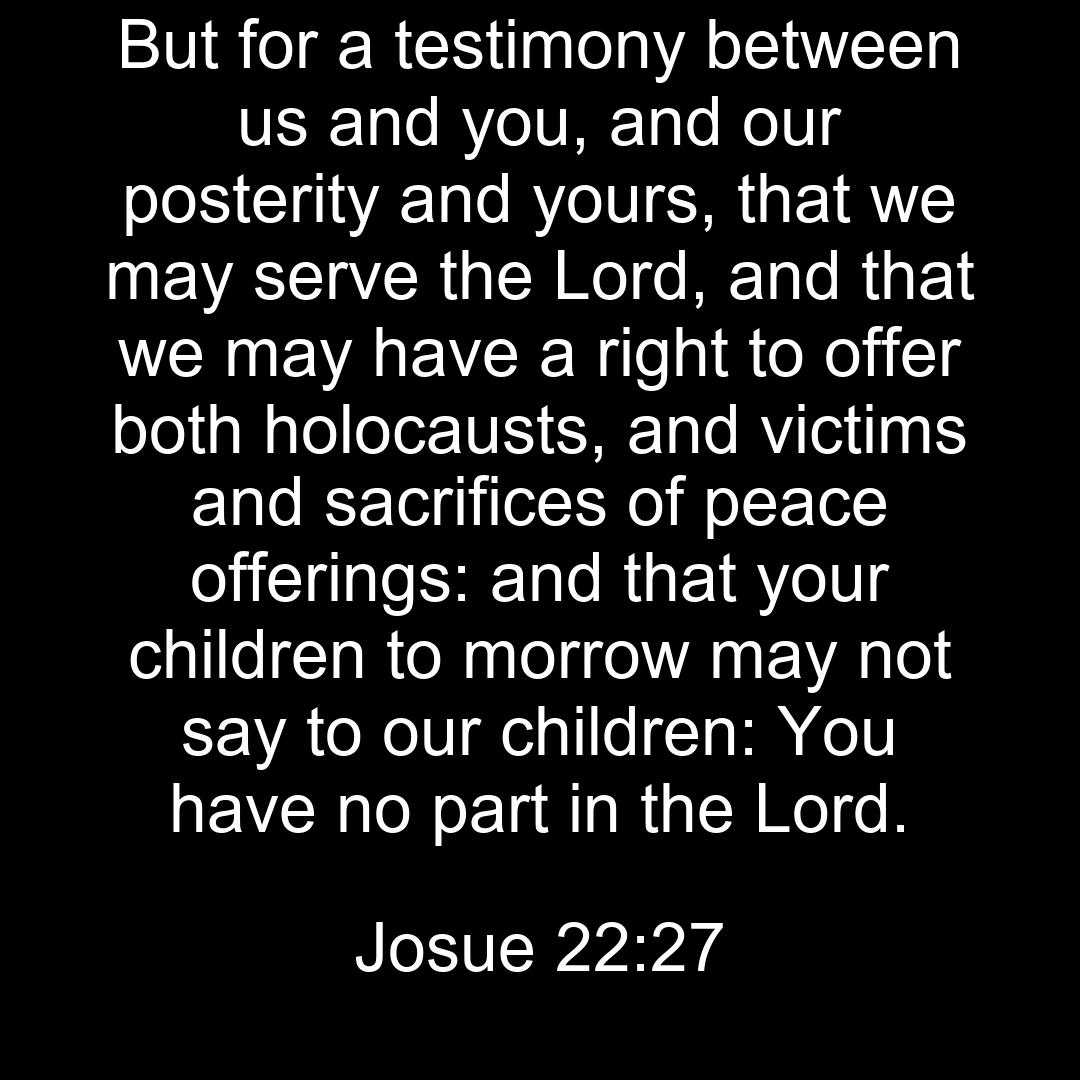 But for a testimony between
us and you, and our
posterity and yours, that we
may serve the Lord, and that
we may have a right to offer
both holocausts, and victims
and sacrifices of peace
offerings: and that your
children to morrow may not
say to our children: You
have no part in the Lord.
Josue 22:27